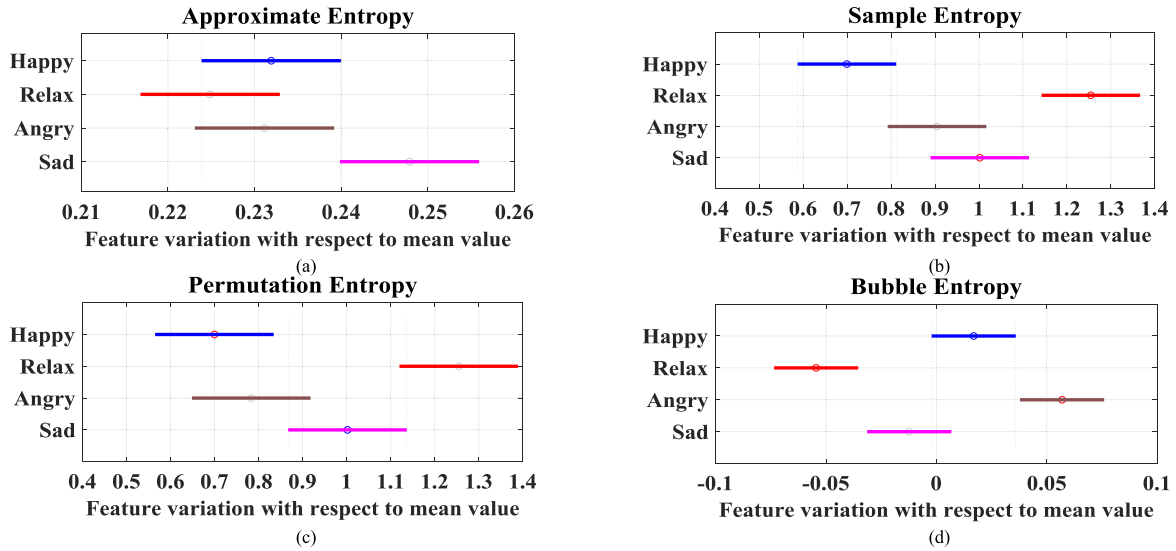 Approximate Entropy
Happy
Relax
Angry
Sad
0.21 0.22 0.23 0.24 0.25 0.26
Feature variation with respect to mean value
(a)
Sample Entropy
Happy
Relax
Angry
Sad
0.4 0.5 0.6 0.7 0.8 0.9 1 1.1 1.2 1.3 1.4
Feature variation with respect to mean value
(b)
Permutation Entropy
Happy
Relax
Angry
Sad
0.4 0.5 0.6 0.7 0.8 0.9 1 1.1 1.2 1.3 1.4
Feature variation with respect to mean value
(c)
Bubble Entropy
Happy
Relax
Angry
Sad
-0.1 -0.05 0 0.05 0.1
Feature variation with respect to mean value
(d)